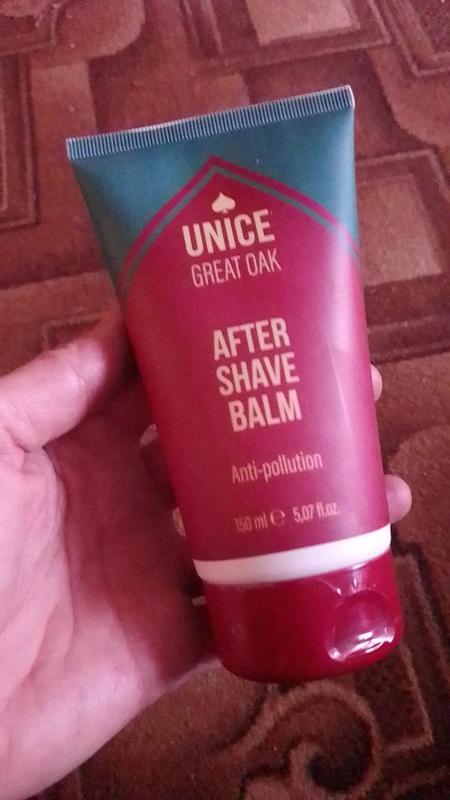 UNICE
GREAT OAK
AFTER
SHAVE
BALM
Anti-pollution
150 ml ℮ 5,07 fl.oz.